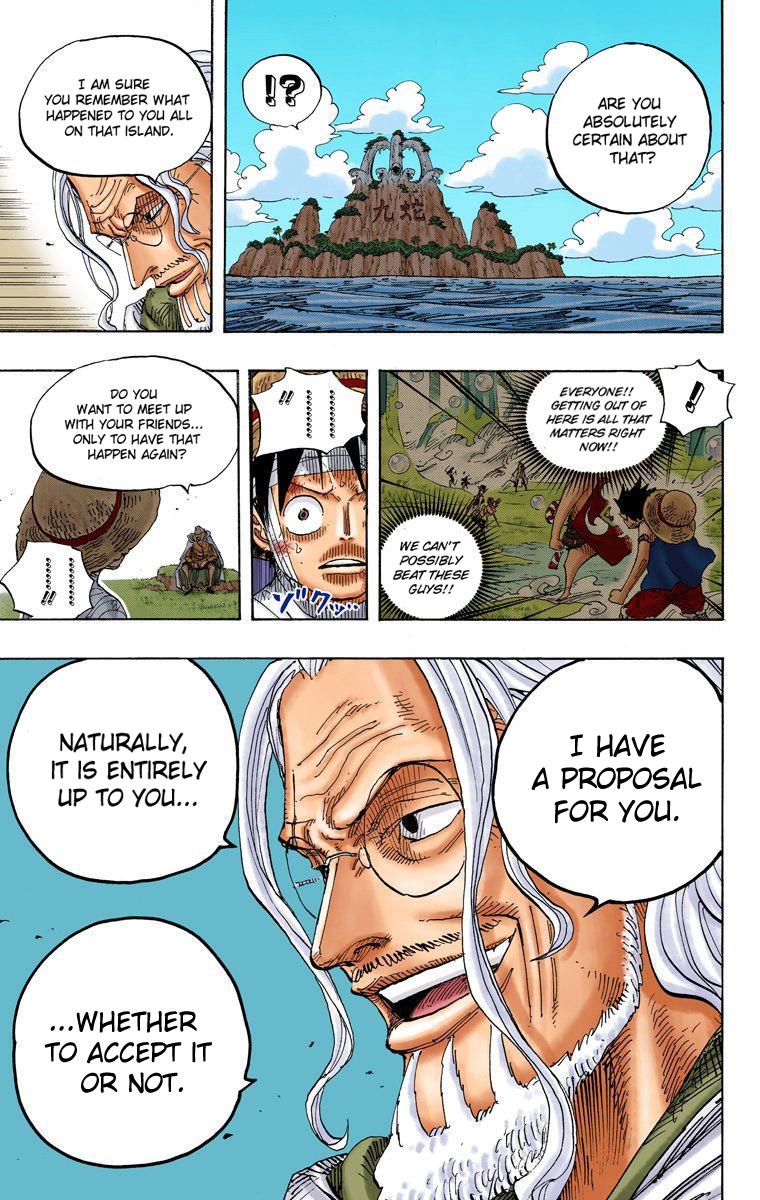 ARE YOU
ABSOLUTELY
CERTAIN ABOUT
THAT?
!?
九蛇
I AM SURE
YOU REMEMBER WHAT
HAPPENED TO YOU ALL
ON THAT ISLAND.
!
EVERYONE!!
GETTING OUT OF
HERE IS ALL THAT
MATTERS RIGHT
NOW!!
WE CAN'T
POSSIBLY
BEAT THESE
GUYS!!
.........
.........!!
ゾクッ…
DO YOU
WANT TO MEET UP
WITH YOUR FRIENDS...
ONLY TO HAVE THAT
HAPPEN AGAIN?
.........
.........!!
I HAVE
A PROPOSAL
FOR YOU.
NATURALLY,
IT IS ENTIRELY
UP TO YOU...
...WHETHER
TO ACCEPT IT
OR NOT.